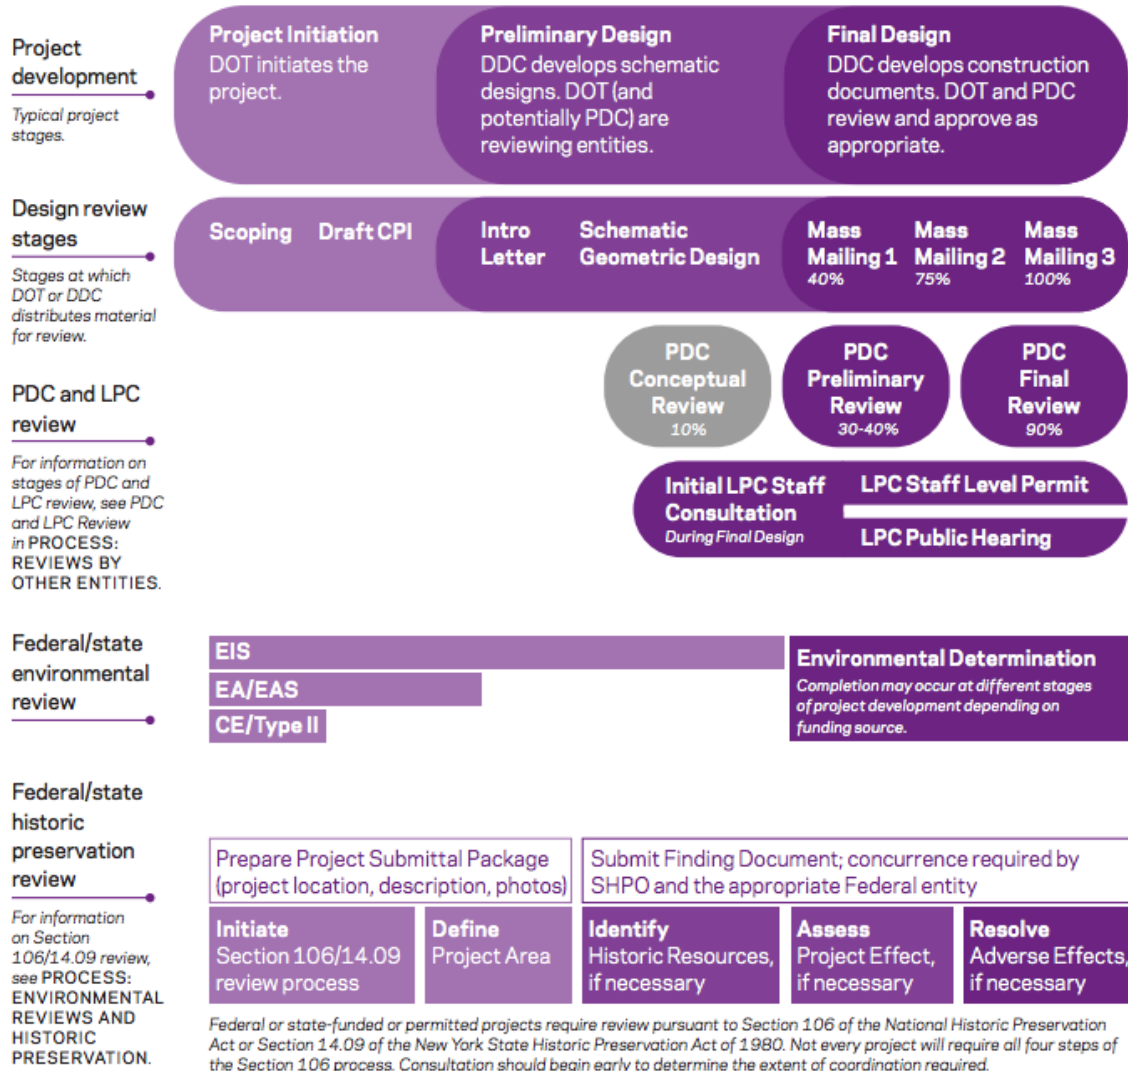 Project
development
Typical project
stages.
Project Initiation
DOT initiates the
project.
Preliminary Design
DDC develops schematic
designs. DOT (and
potentially PDC) are
reviewing entities.
Final Design
DDC develops construction
documents. DOT and PDC
review and approve as
appropriate.
Design review
stages
Stages at which
DOT or DDC
distributes material
for review.
Scoping
Draft CPI
Intro
Letter
Schematic
Geometric Design
Mass
Mailing 1
40%
Mass
Mailing 2
75%
Mass
Mailing 3
100%
PDC and LPC
review
For information on
stages of PDC and
LPC review, see PDC
and LPC Review
in PROCESS:
REVIEWS BY
OTHER ENTITIES.
PDC
Conceptual
Review
10%
PDC
Preliminary
Review
30-40%
PDC
Final
Review
90%
Initial LPC Staff
Consultation
During Final Design
LPC Staff Level Permit
LPC Public Hearing
Federal/state
environmental
review
EIS
EA/EAS
CE/Type II
Environmental Determination
Completion may occur at different stages
of project development depending on
funding source.
Federal/state
historic
preservation
review
For information
on Section
106/14.09 review,
see PROCESS:
ENVIRONMENTAL
REVIEWS AND
HISTORIC
PRESERVATION.
Prepare Project Submittal Package
(project location, description, photos)
Submit Finding Document; concurrence required by
SHPO and the appropriate Federal entity
Initiate
Section 106/14.09
review process
Define
Project Area
Identify
Historic Resources,
if necessary
Assess
Project Effect,
if necessary
Resolve
Adverse Effects,
if necessary
Federal or state-funded or permitted projects require review pursuant to Section 106 of the National Historic Preservation
Act or Section 14.09 of the New York State Historic Preservation Act of 1980. Not every project will require all four steps of
the Section 106 process. Consultation should begin early to determine the extent of coordination required.